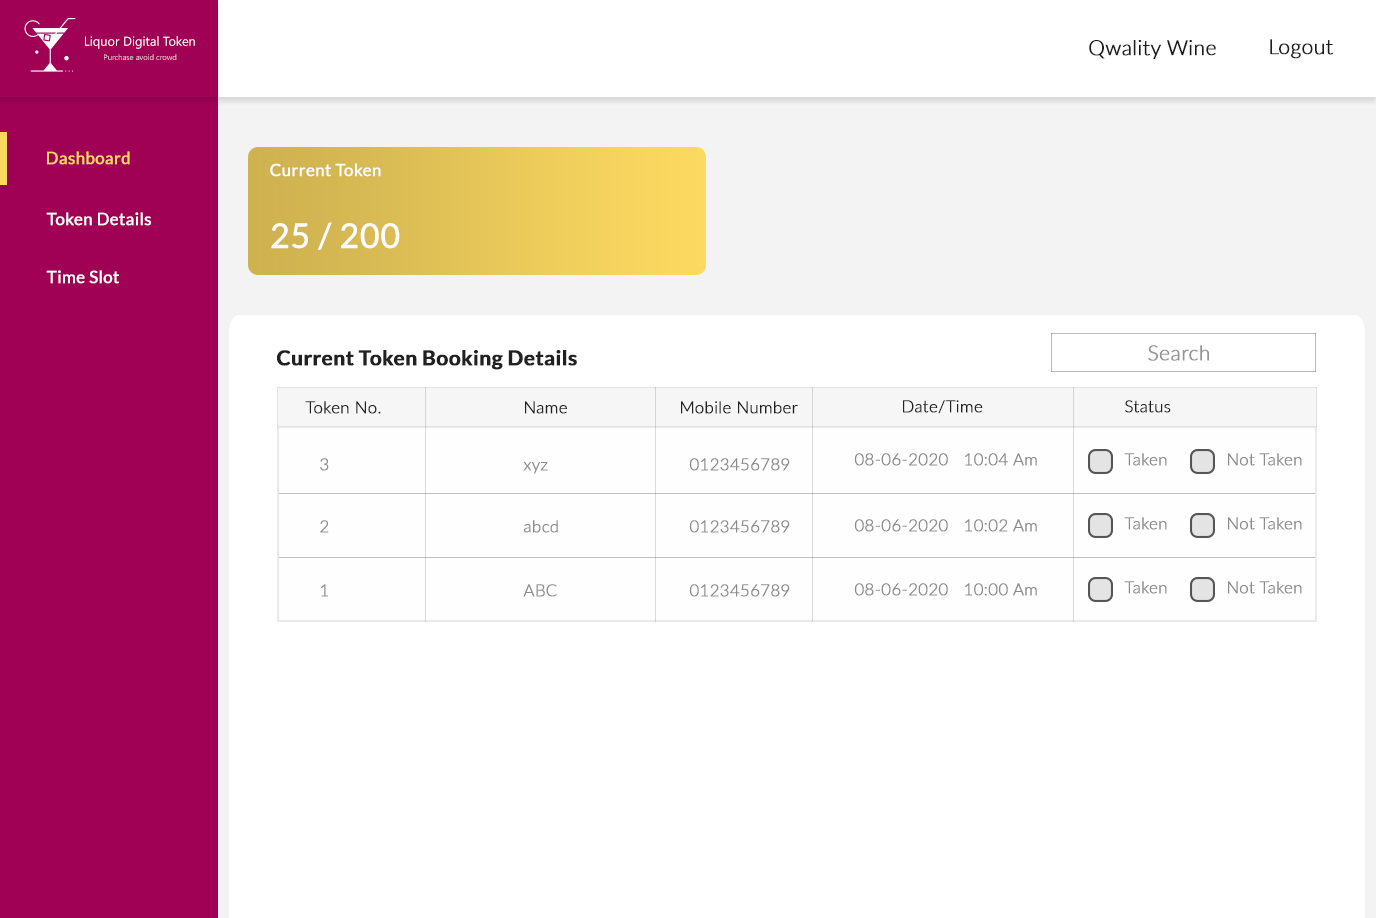 Liquor Digital Token
Purchase avoid crowd
Qwality Wine
Logout
Dashboard
Token Details
Time Slot
Current Token
25 / 200
Current Token Booking Details
Search
Token No. Name Mobile Number Date/Time Status
3 xyz 0123456789 08-06-2020 10:04 Am Taken Not Taken
2 abcd 0123456789 08-06-2020 10:02 Am Taken Not Taken
1 ABC 0123456789 08-06-2020 10:00 Am Taken Not Taken